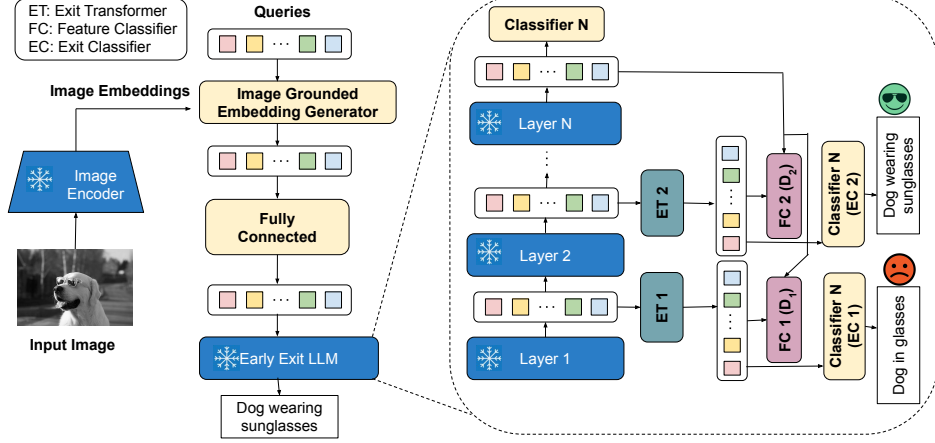 ET: Exit Transformer
FC: Feature Classifier
EC: Exit Classifier
Queries
Image Embeddings
Image Grounded
Embedding Generator
Image
Encoder
Fully
Connected
Input Image
Early Exit LLM
Dog wearing
sunglasses
Classifier N
Layer N
Layer 2
Layer 1
ET 2
ET 1
FC 2 (D₂)
FC 1 (D₁)
Classifier N
(EC 2)
Classifier N
(EC 1)
Dog wearing
sunglasses
Dog in glasses